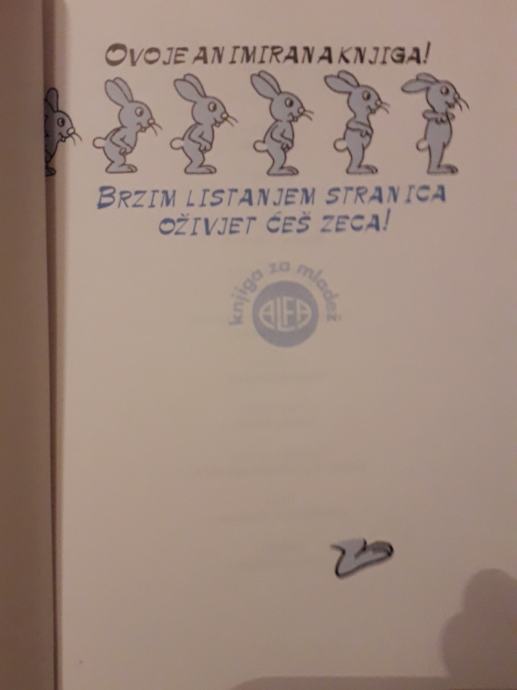 OVO JE ANIMIRANA KNJIGA!
BRZIM LISTANJEM STRANICA
OŽIVJET ĆEŠ ZECA!
knjiga za mladež
ALFA